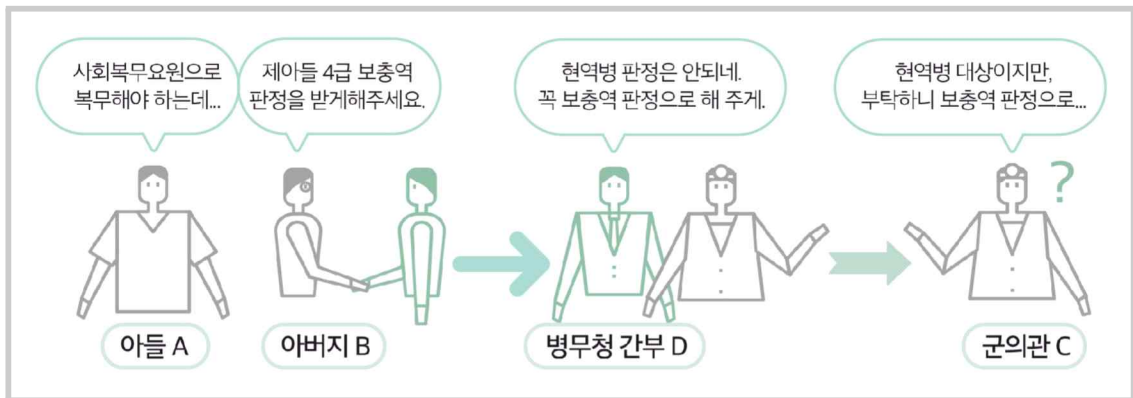 사회복무요원으로
복무해야 하는데...
제아들 4급 보충역
판정을 받게해주세요.
현역병 판정은 안되네.
꼭 보충역 판정으로 해 주게.
현역병 대상이지만,
부탁하니 보충역 판정으로...
?
아들 A
아버지 B
병무청 간부 D
군의관 C